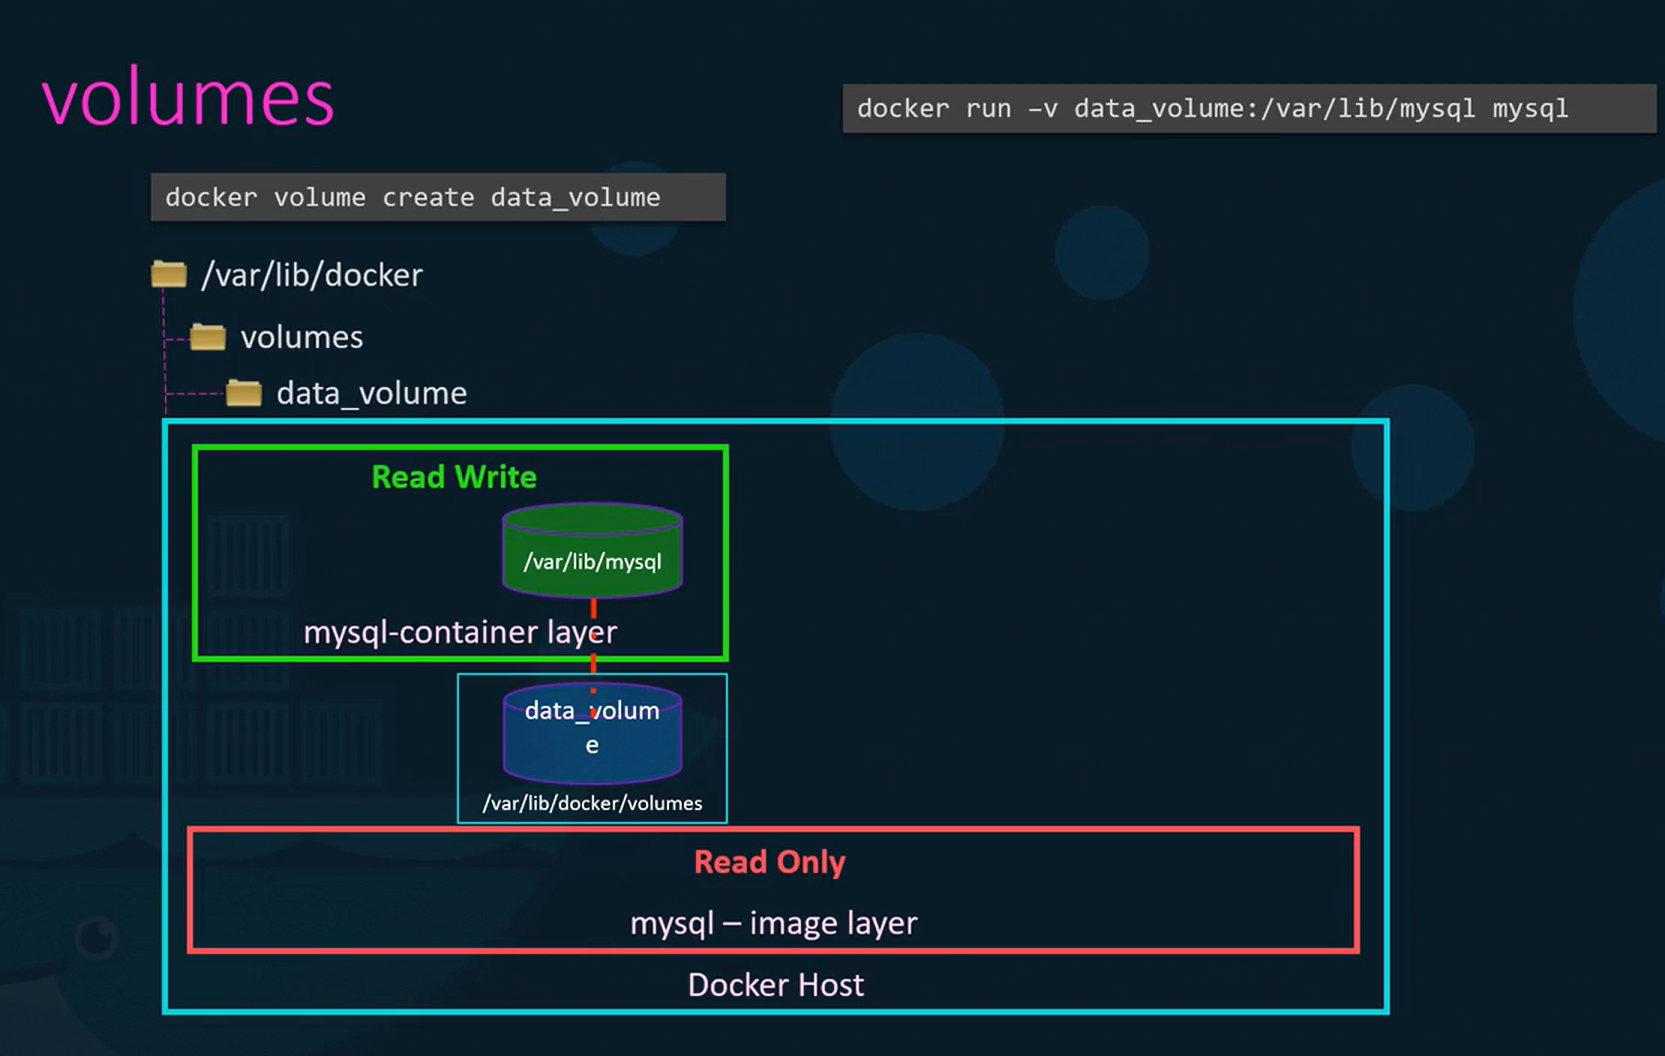 volumes
docker run –v data_volume:/var/lib/mysql mysql
docker volume create data_volume
/var/lib/docker
volumes
data_volume
Read Write
/var/lib/mysql
mysql-container layer
data_volum
e
/var/lib/docker/volumes
Read Only
mysql – image layer
Docker Host